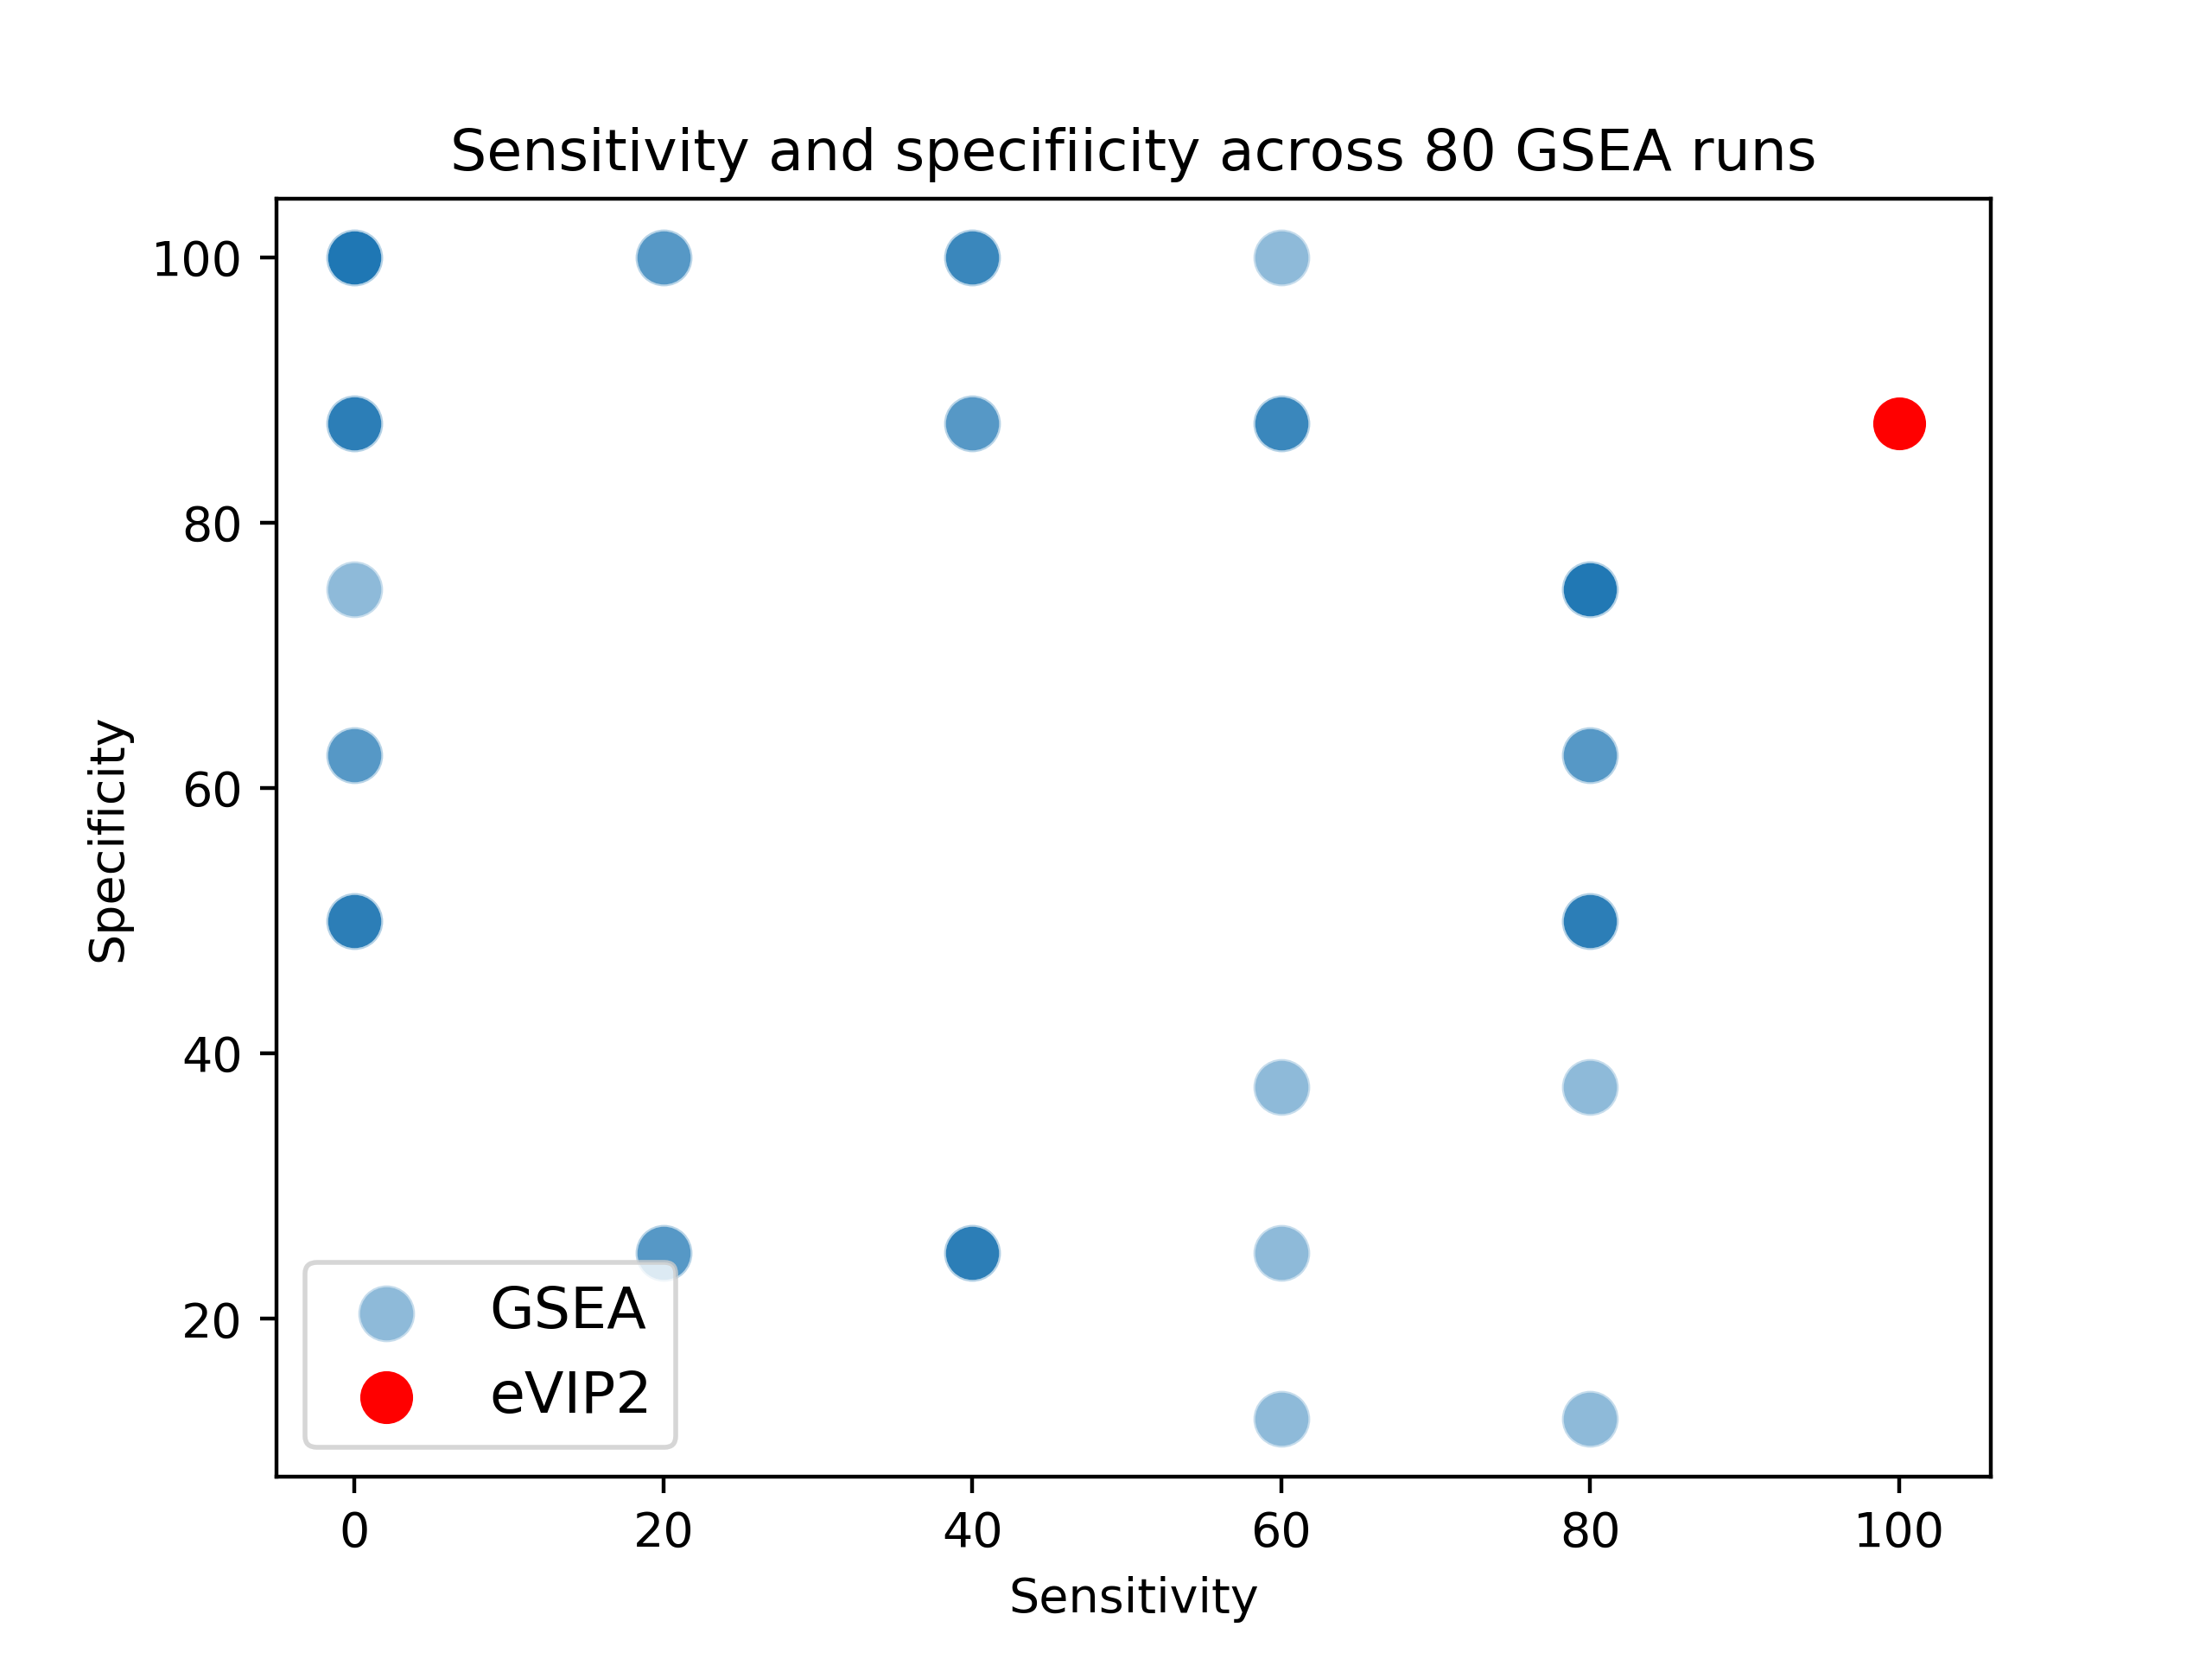 Sensitivity and specifiicity across 80 GSEA runs
100
80
60
40
20
Specificity
GSEA
eVIP2
0 20 40 60 80 100
Sensitivity